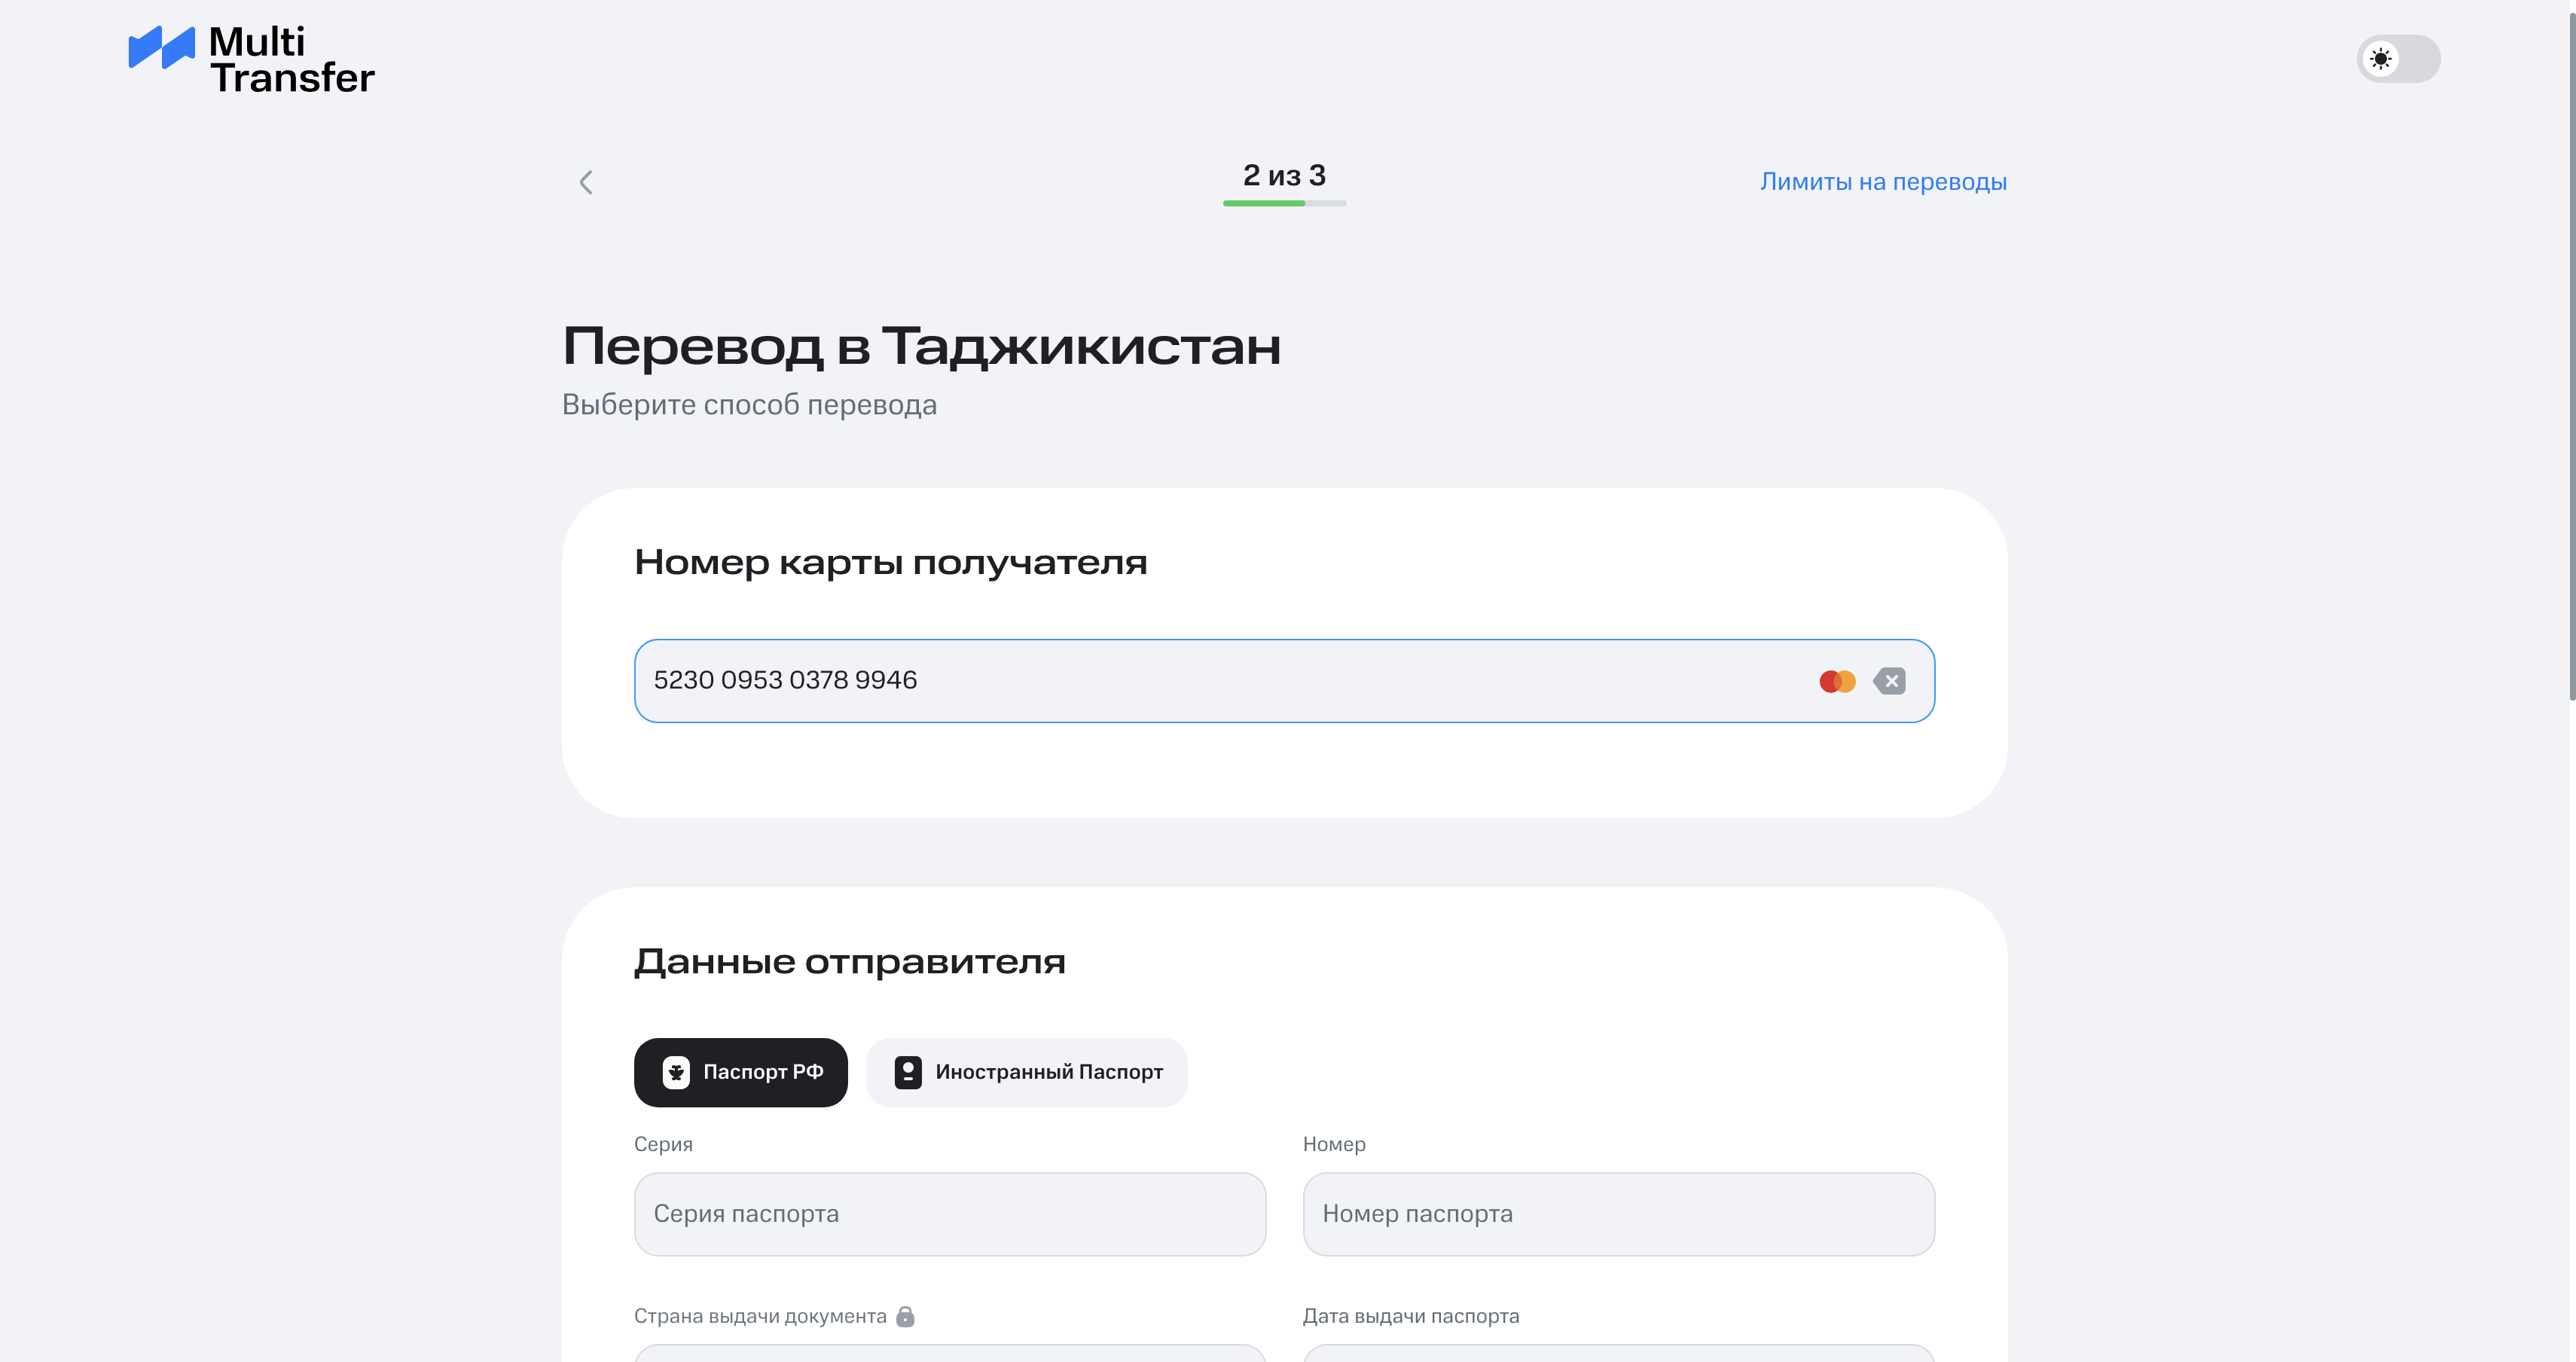 Multi
Transfer
2 из 3
Лимиты на переводы
Перевод в Таджикистан
Выберите способ перевода
Номер карты получателя
5230 0953 0378 9946
Данные отправителя
Паспорт РФ
Иностранный Паспорт
Серия
Номер
Серия паспорта
Номер паспорта
Страна выдачи документа
Дата выдачи паспорта